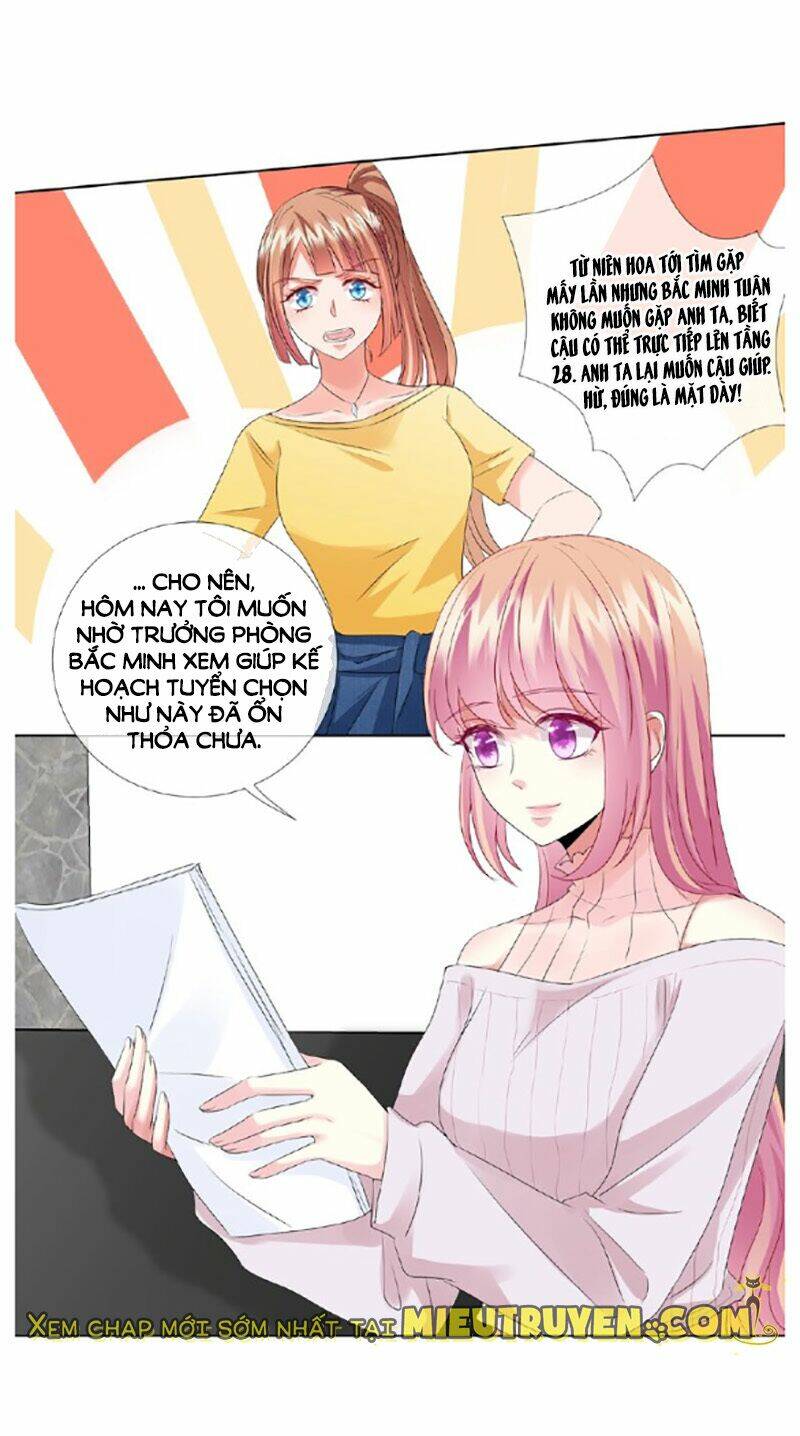 TỪ NIÊN HOA TỚI TÌM GẶP
MẤY LẦN NHƯNG BẮC MINH TUÂN
KHÔNG MUỐN GẶP ANH TA, BIẾT
CẬU CÓ THỂ TRỰC TIẾP LÊN TẦNG
28. ANH TA LẠI MUỐN CẬU GIÚP.
HỪ, ĐÚNG LÀ MẶT DÀY!
... CHO NÊN,
HÔM NAY TÔI MUỐN
NHỜ TRƯỞNG PHÒNG
BẮC MINH XEM GIÚP KẾ
HOẠCH TUYỂN CHỌN
NHƯ NÀY ĐÃ ỔN
THỎA CHƯA.
XEM CHAP MỚI SỚM NHẤT TẠI MIEUTRUYEN.COM